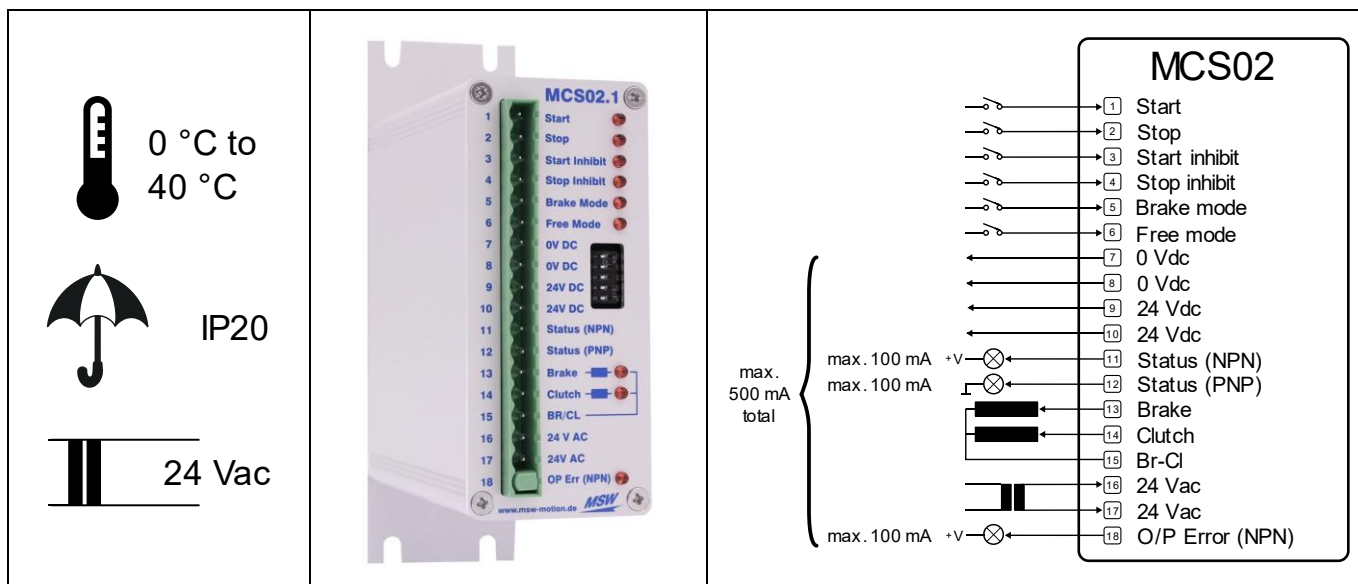 0 °C to
40 °C
IP20
24 Vac
MCS02.1
1 Start
2 Stop
3 Start Inhibit
4 Stop Inhibit
5 Brake Mode
6 Free Mode
7 0V DC
8 0V DC
9 24V DC
10 24V DC
11 Status (NPN)
12 Status (PNP)
13 Brake
14 Clutch
15 BR/CL
16 24 V AC
17 24V AC
18 OP Err (NPN)
www.msw-motion.de MSW
MCS02
1 Start
2 Stop
3 Start inhibit
4 Stop inhibit
5 Brake mode
6 Free mode
7 0 Vdc
8 0 Vdc
9 24 Vdc
10 24 Vdc
max. 100 mA +V 11 Status (NPN)
max. 100 mA 12 Status (PNP)
13 Brake
14 Clutch
15 Br-Cl
16 24 Vac
17 24 Vac
max. 100 mA +V 18 O/P Error (NPN)
max.
500 mA
total